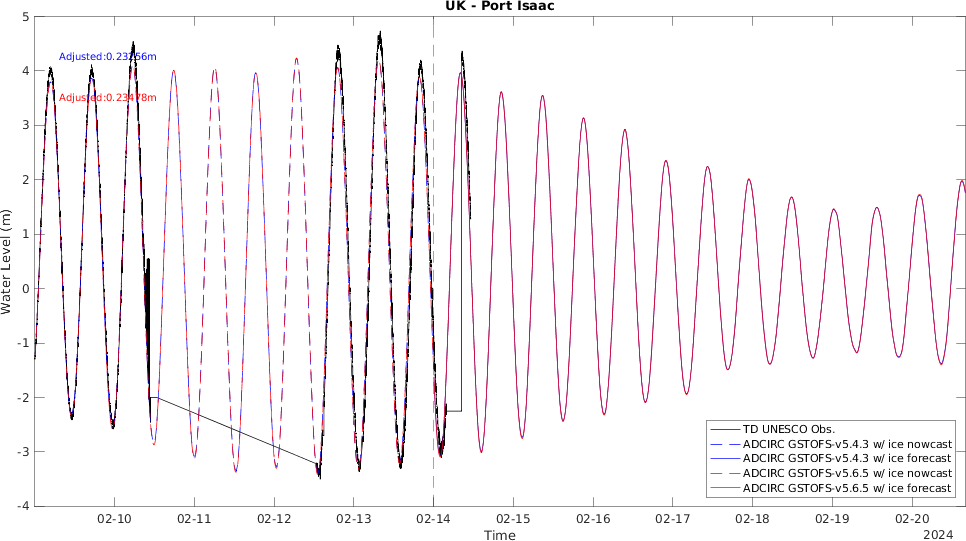 UK - Port Isaac
Adjusted:0.23256m
Adjusted:0.23478m
5
4
3
2
1
0
-1
-2
-3
-4
Water Level (m)
TD UNESCO Obs.
ADCIRC GSTOFS-v5.4.3 w/ ice nowcast
ADCIRC GSTOFS-v5.4.3 w/ ice forecast
ADCIRC GSTOFS-v5.6.5 w/ ice nowcast
ADCIRC GSTOFS-v5.6.5 w/ ice forecast
02-10 02-11 02-12 02-13 02-14 02-15 02-16 02-17 02-18 02-19 02-20
Time
2024